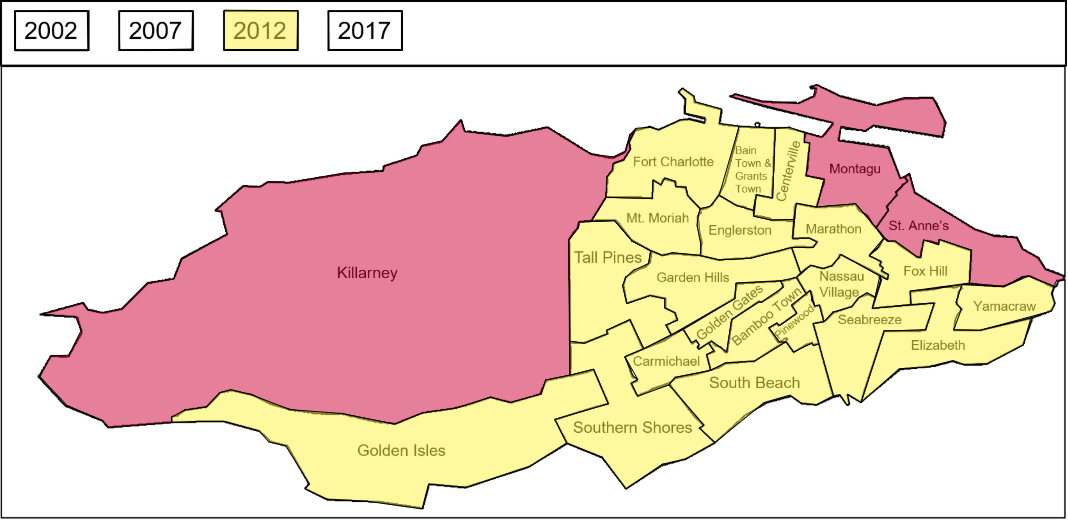 2002
2007
2012
2017
Fort Charlotte
Bain
Town &
Grants
Town
Centerville
Montagu
Mt. Moriah
Englerston
Marathon
St. Anne's
Tall Pines
Killarney
Garden Hills
Nassau
Village
Fox Hill
Golden Gates
Bamboo Town
Pinewood
Seabreeze
Yamacraw
Elizabeth
Carmichael
South Beach
Southern Shores
Golden Isles